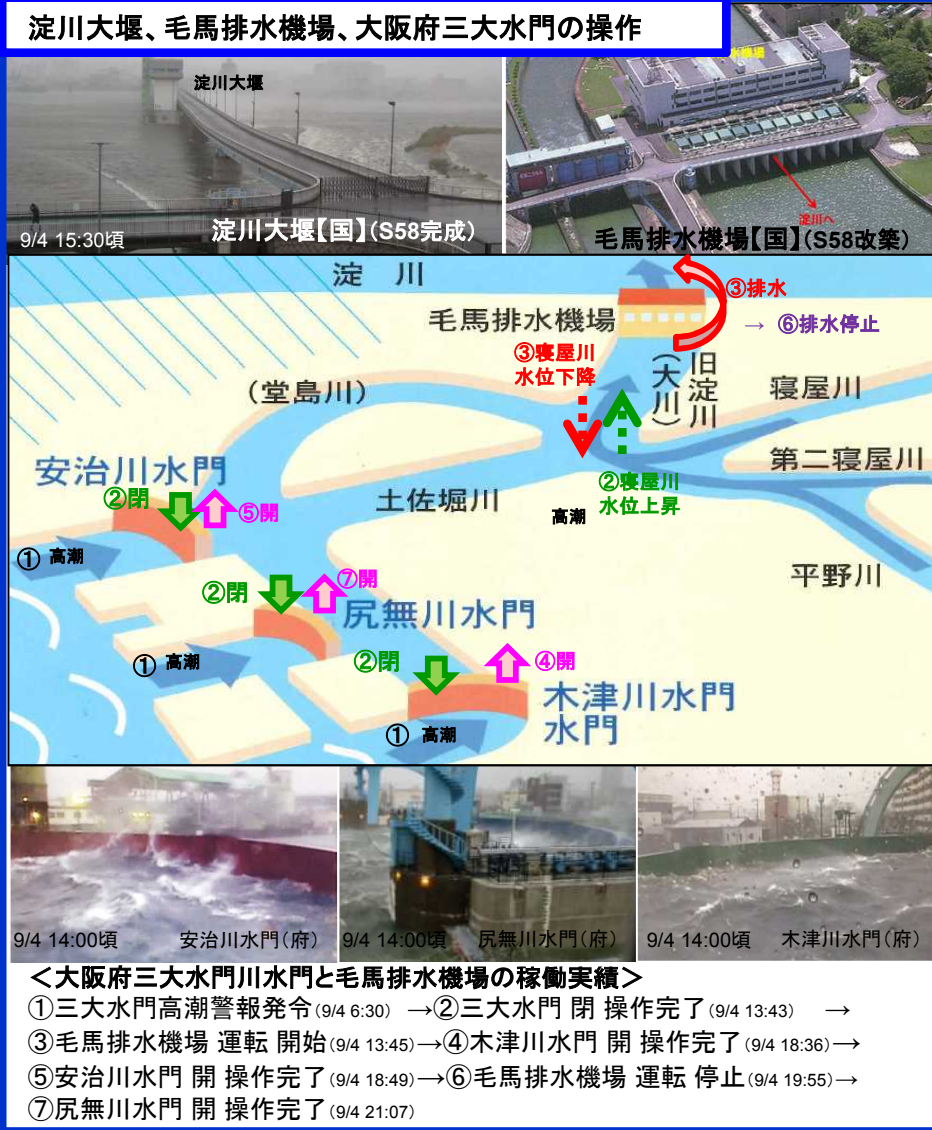 淀川大堰、毛馬排水機場、大阪府三大水門の操作
淀川大堰
9/4 15:30頃
淀川大堰【国】(S58完成)
水機場
淀川へ
毛馬排水機場【国】(S58改築)
淀 川
毛馬排水機場
③排水
→ ⑥排水停止
③寝屋川
水位下降
(堂島川)
旧淀川
(大川)
寝屋川
第二寝屋川
安治川水門
②閉
⑤開
土佐堀川
②寝屋川
水位上昇
高潮
① 高潮
平野川
②閉
⑦開
尻無川水門
① 高潮
②閉
④開
木津川水門
水門
① 高潮
9/4 14:00頃 安治川水門(府)
9/4 14:00頃 尻無川水門(府)
9/4 14:00頃 木津川水門(府)
＜大阪府三大水門川水門と毛馬排水機場の稼働実績＞
①三大水門高潮警報発令(9/4 6:30) →②三大水門 閉 操作完了(9/4 13:43) →
③毛馬排水機場 運転 開始(9/4 13:45)→④木津川水門 開 操作完了(9/4 18:36)→
⑤安治川水門 開 操作完了(9/4 18:49)→⑥毛馬排水機場 運転 停止(9/4 19:55)→
⑦尻無川水門 開 操作完了(9/4 21:07)